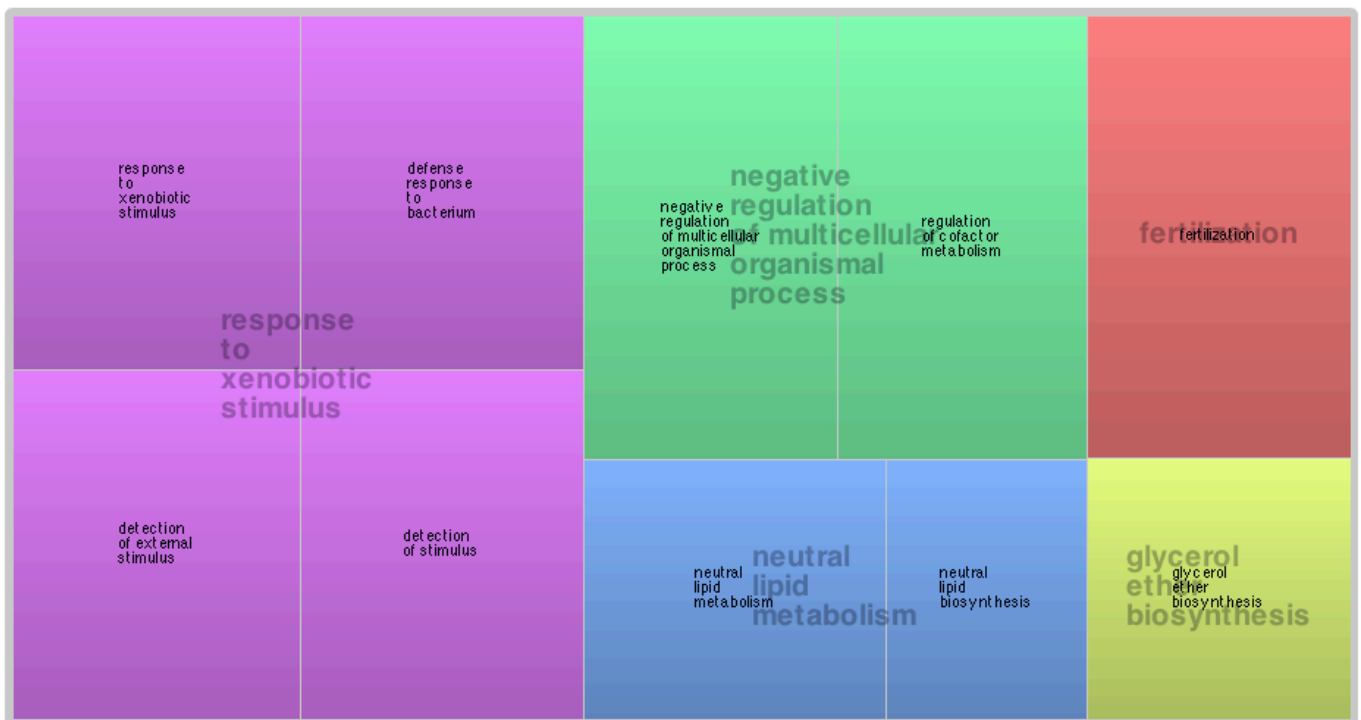 response
to
xenobiotic
stimulus
defense
response
to
bacterium
response
to
xenobiotic
stimulus
detection
of external
stimulus
detection
of stimulus
negative
regulation
of multicellular
organismal
process
negative
regulation
of multicellular
organismal
process
regulation
of cofactor
metabolism
fertilization
fertilization
neutral
lipid
metabolism
neutral
lipid
metabolism
neutral
lipid
biosynthesis
glycerol
ether
biosynthesis
glycerol
ether
biosynthesis